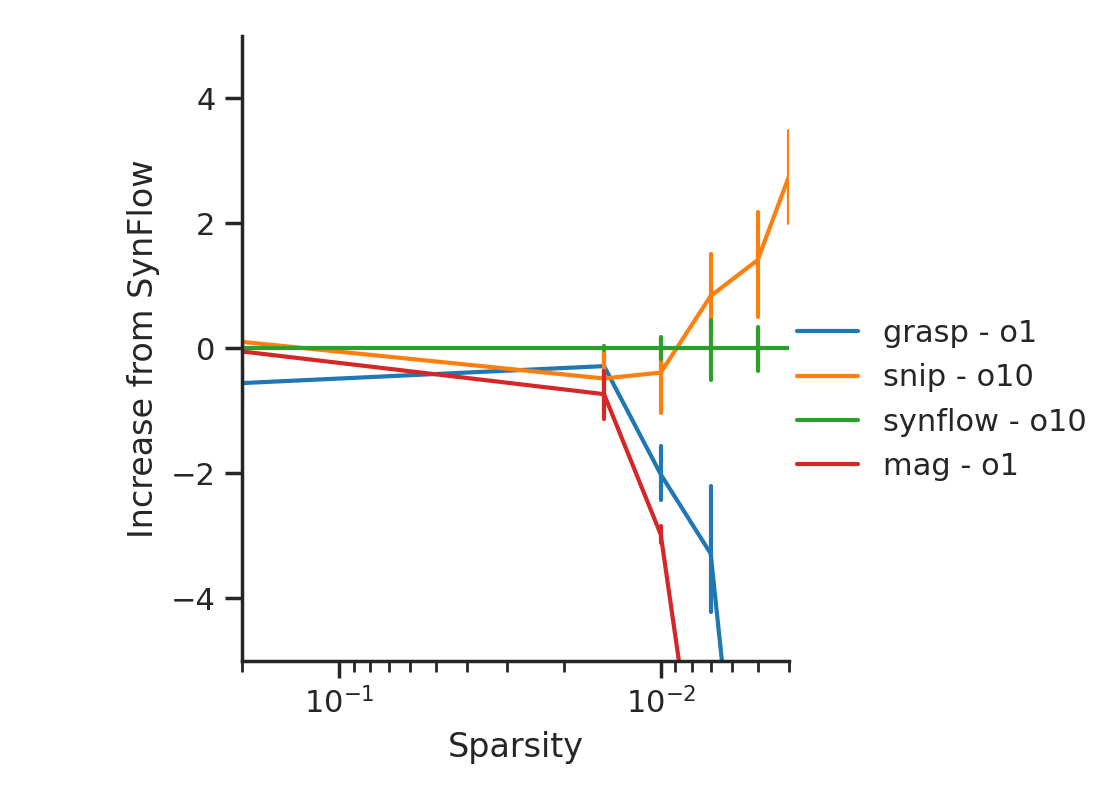 Increase from SynFlow
4
2
0
−2
−4
10⁻¹
10⁻²
Sparsity
grasp - o1
snip - o10
synflow - o10
mag - o1